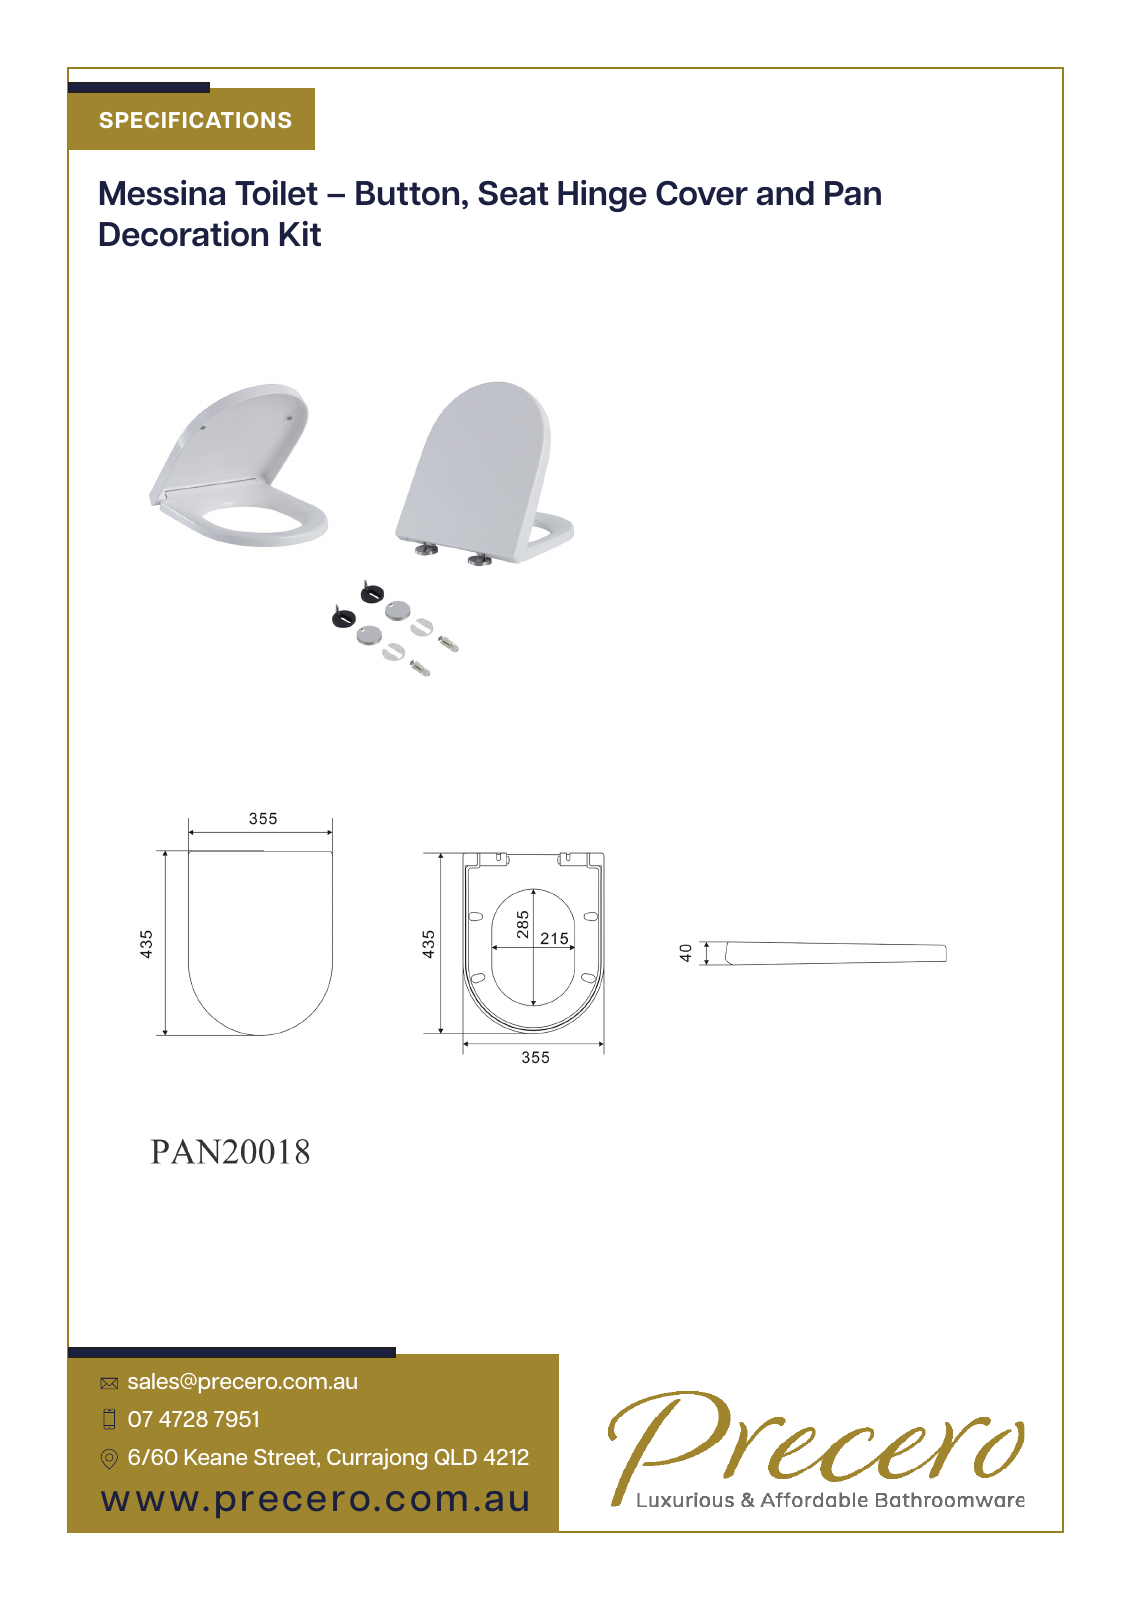 SPECIFICATIONS
Messina Toilet – Button, Seat Hinge Cover and Pan
Decoration Kit
355
435
435
285
215
355
40
PAN20018
sales@precero.com.au
07 4728 7951
6/60 Keane Street, Currajong QLD 4212
www.precero.com.au
Precero
Luxurious & Affordable Bathroomware